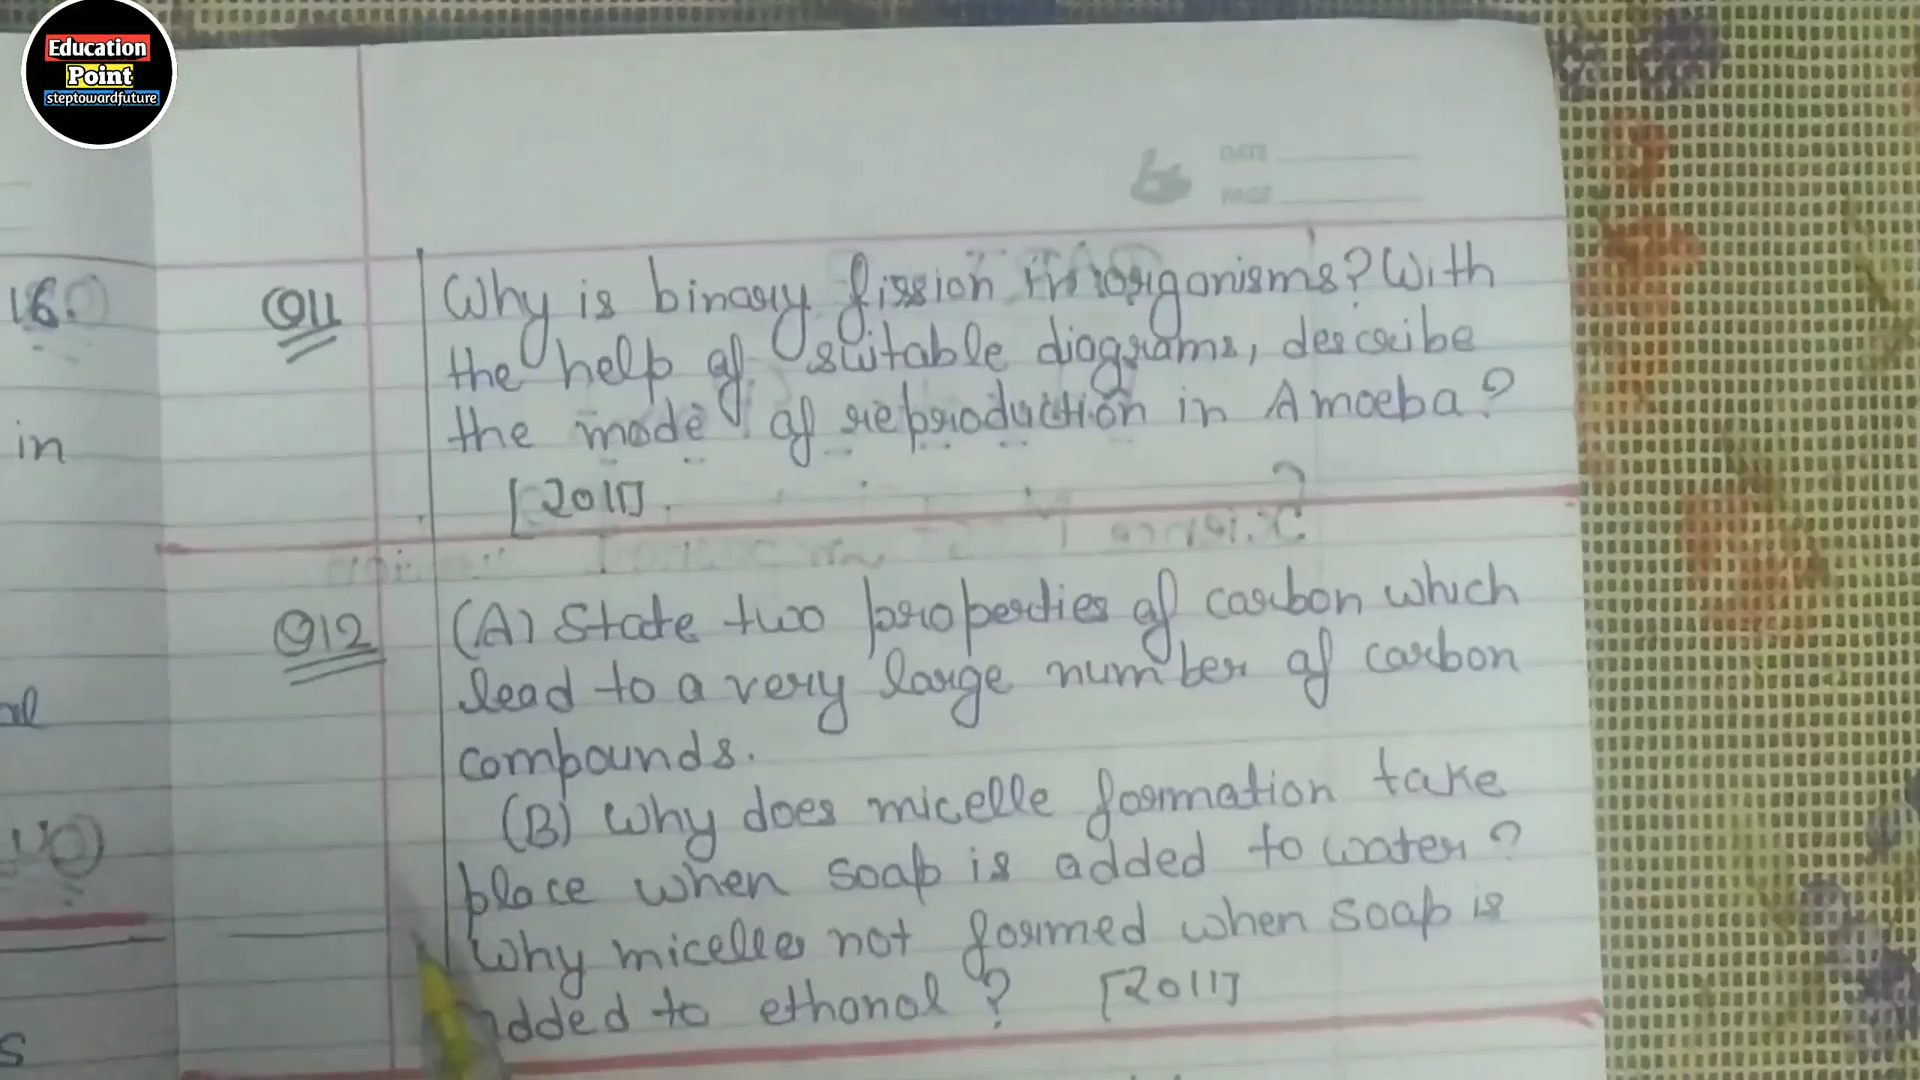 Education
Point
steptowardfuture
DATE
PAGE
16.
in
Q11
Why is binary fission in organisms? With
the help of suitable diagrams, describe
the mode of reproduction in Amoeba?
[2011].
Q12
(A) State two properties of carbon which
lead to a very large number of carbon
compounds.
(B) Why does micelle formation take
place when soap is added to water?
Why micelles not formed when soap is
added to ethanol? [2011]
s